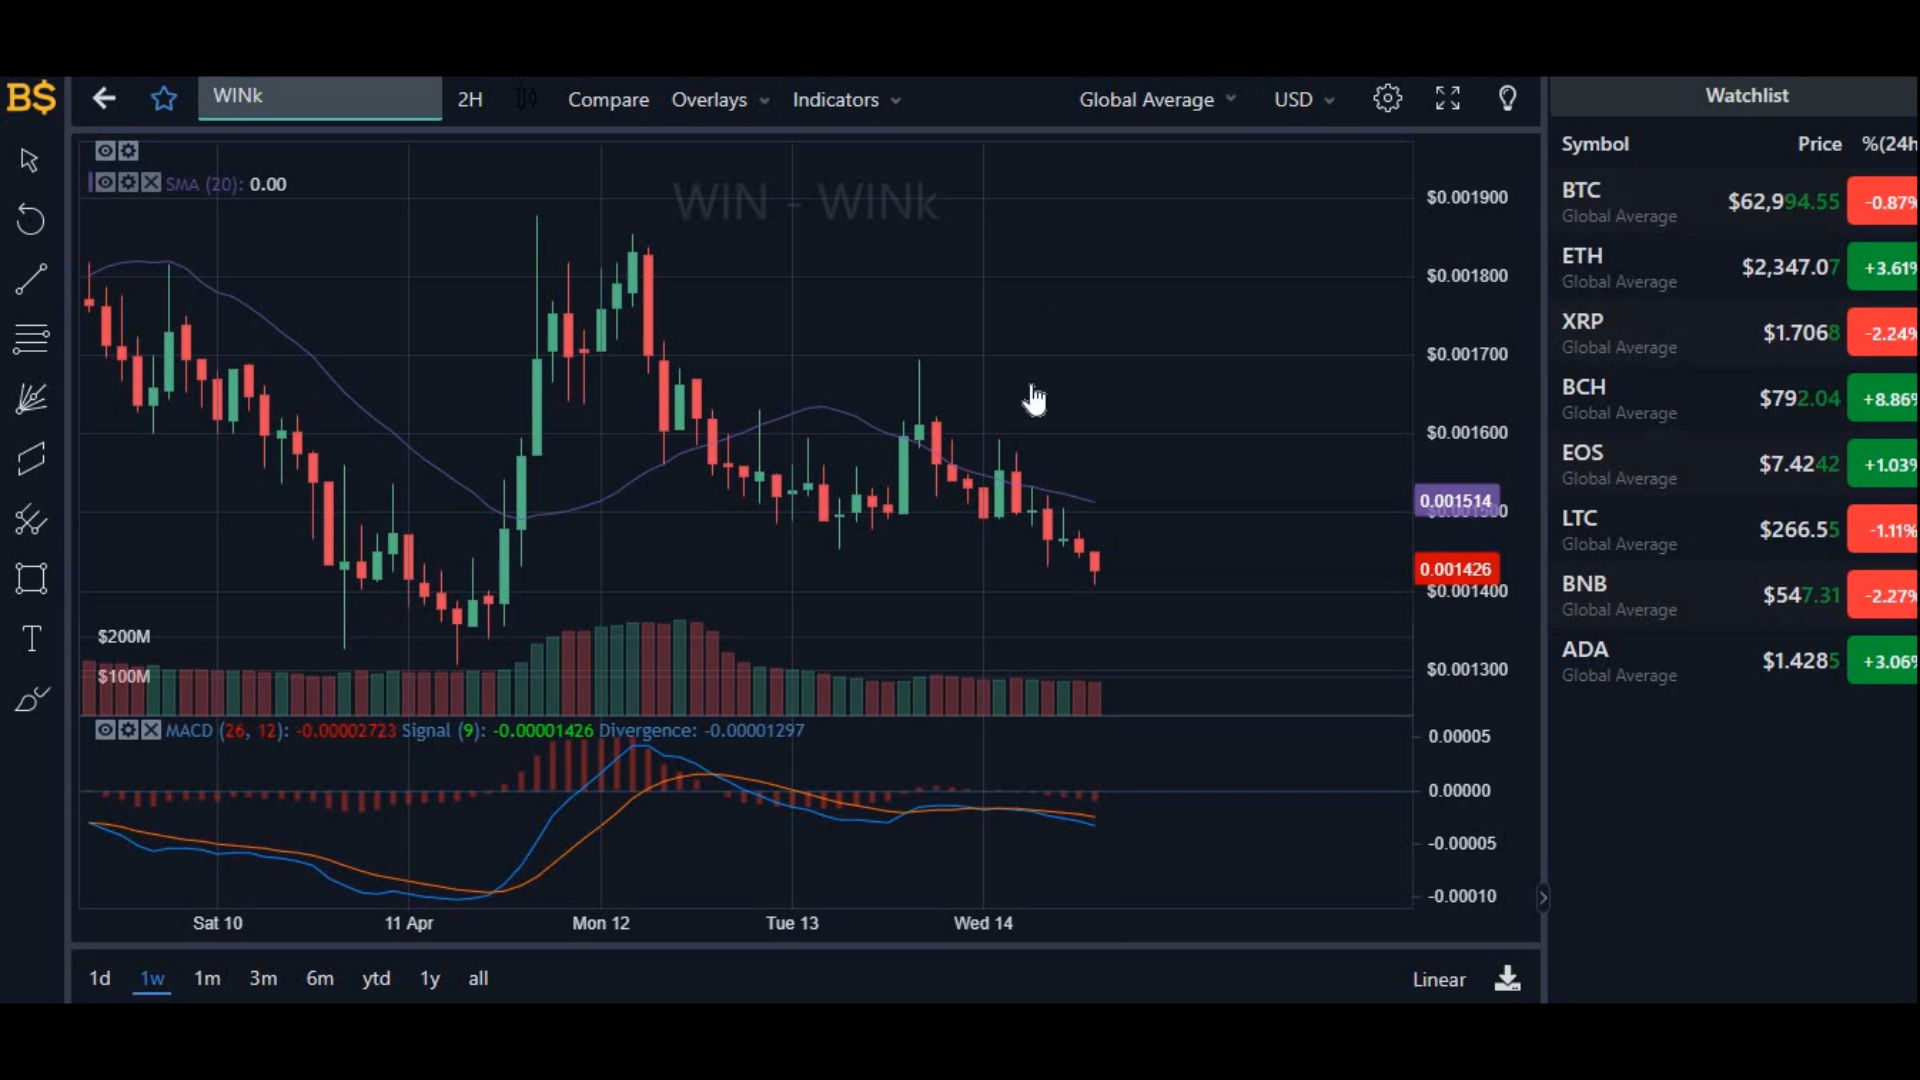 B$
WINk
2H
Compare
Overlays
Indicators
Global Average
USD
Watchlist
SMA (20): 0.00
WIN - WINk
$0.001900
$0.001800
$0.001700
$0.001600
0.001514
0.001426
$0.001400
$0.001300
$200M
$100M
MACD (26, 12): -0.00002723 Signal (9): -0.00001426 Divergence: -0.00001297
0.00005
0.00000
-0.00005
-0.00010
Sat 10
11 Apr
Mon 12
Tue 13
Wed 14
1d
1w
1m
3m
6m
ytd
1y
all
Linear
Symbol Price %(24h
BTC $62,994.55 -0.87%
Global Average
ETH $2,347.07 +3.61%
Global Average
XRP $1.7068 -2.24%
Global Average
BCH $792.04 +8.86%
Global Average
EOS $7.4242 +1.03%
Global Average
LTC $266.55 -1.11%
Global Average
BNB $547.31 -2.27%
Global Average
ADA $1.4285 +3.06%
Global Average
T